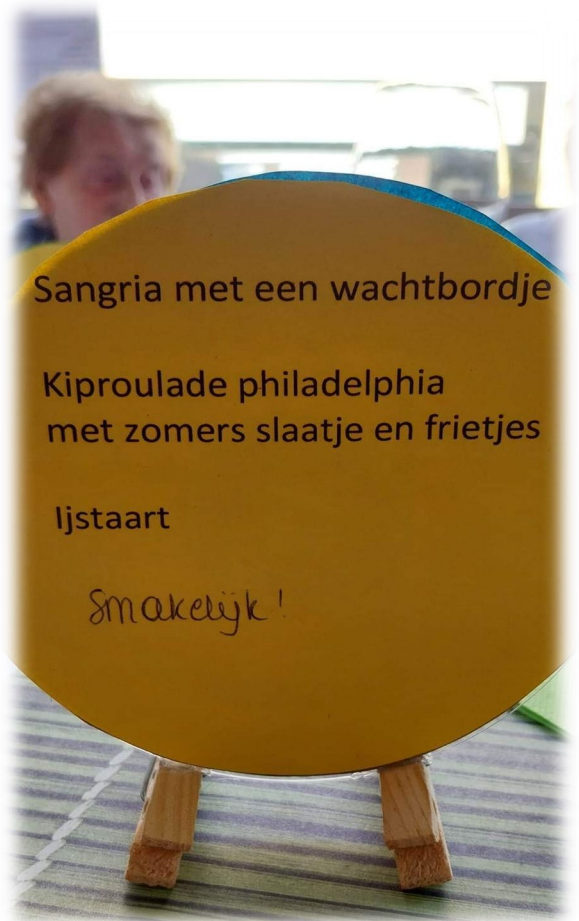 Sangria met een wachtbordje
Kiproulade philadelphia
met zomers slaatje en frietjes
Ijstaart
Smakelijk!